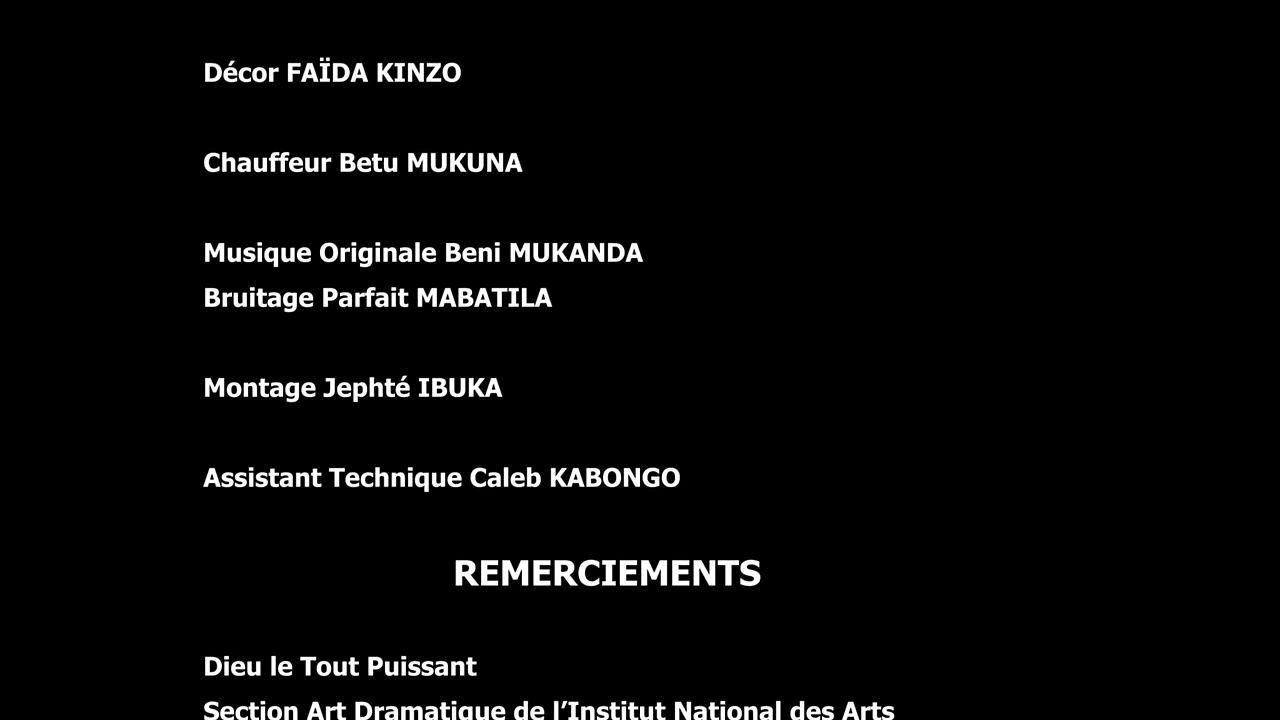 Décor FAÏDA KINZO
Chauffeur Betu MUKUNA
Musique Originale Beni MUKANDA
Bruitage Parfait MABATILA
Montage Jephté IBUKA
Assistant Technique Caleb KABONGO
REMERCIEMENTS
Dieu le Tout Puissant
Section Art Dramatique de l’Institut National des Arts